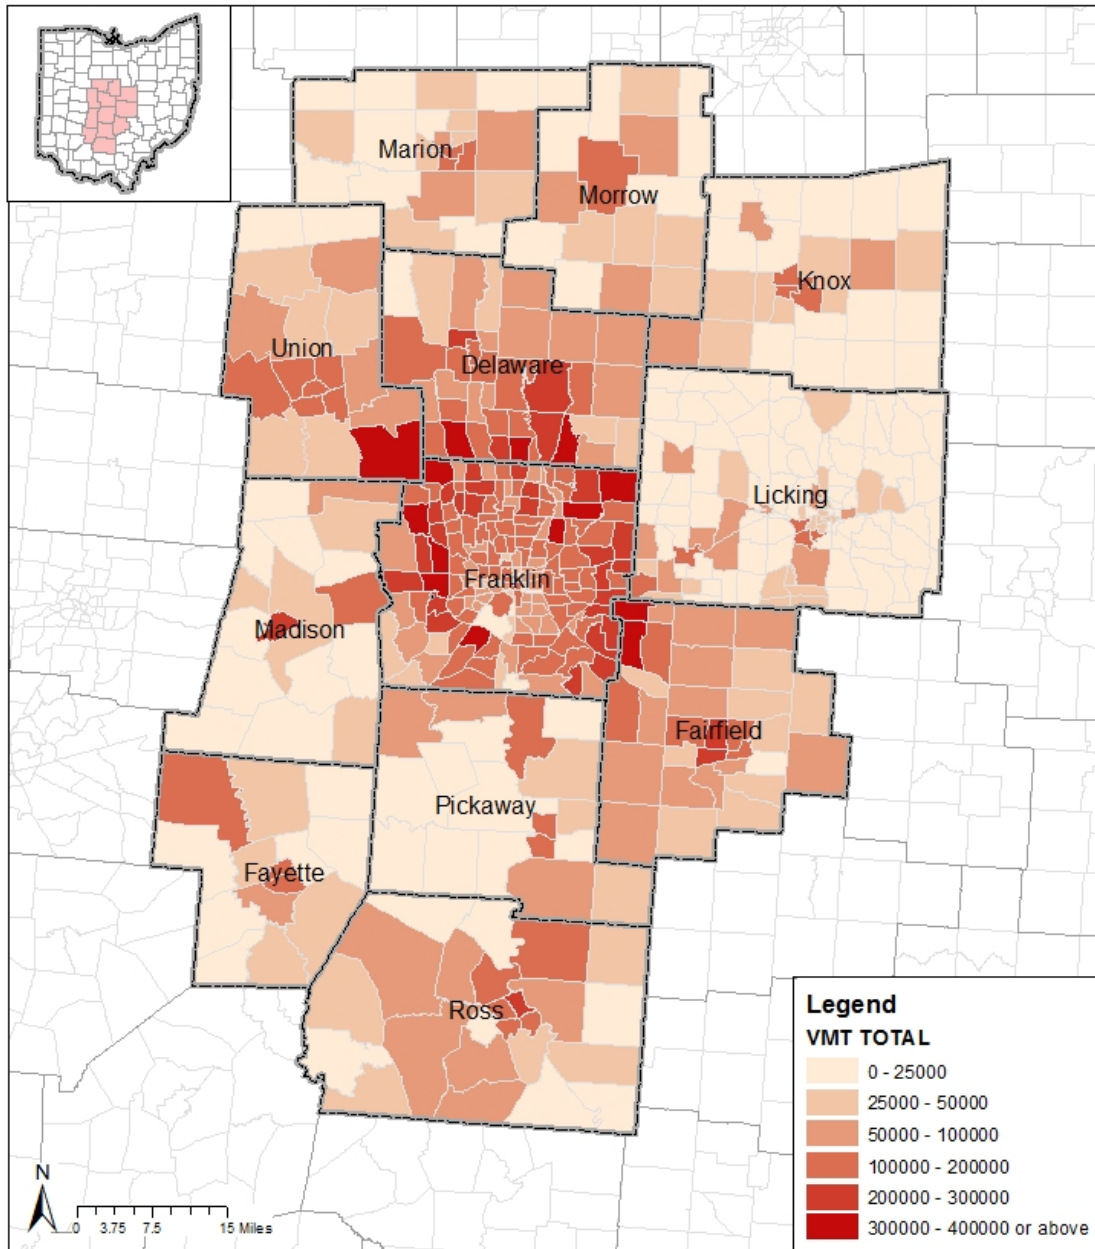 Marion
Morrow
Knox
Union
Delaware
Licking
Franklin
Madison
Fairfield
Pickaway
Fayette
Ross
Legend
VMT TOTAL
0 - 25000
25000 - 50000
50000 - 100000
100000 - 200000
200000 - 300000
300000 - 400000 or above
N
0 3.75 7.5 15 Miles